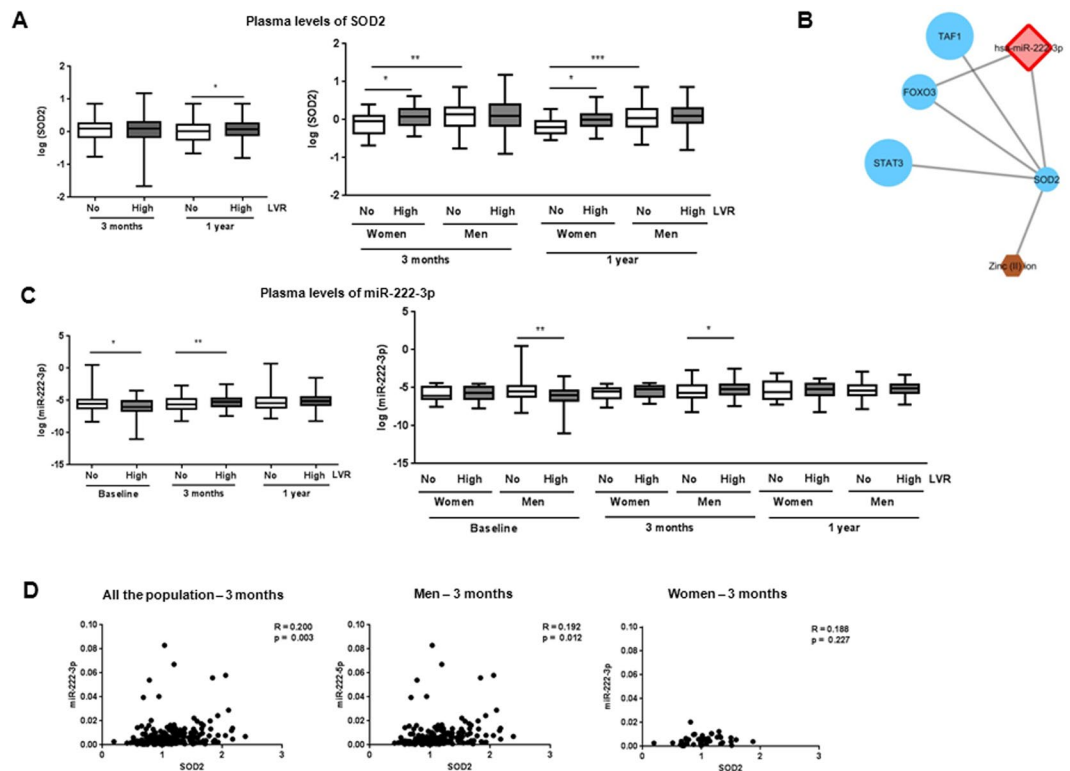 A
Plasma levels of SOD2
log (SOD2)
2
1
0
-1
-2
*
No High No High LVR
3 months 1 year
log (SOD2)
2
1
0
-1
-2
** ***
* *
No High No High No High No High LVR
Women Men Women Men
3 months 1 year
B
TAF1
hsa-miR-222-3p
FOXO3
STAT3
SOD2
Zinc (II) ion
C
Plasma levels of miR-222-3p
log (miR-222-3p)
5
0
-5
-10
-15
* **
No High No High No High LVR
Baseline 3 months 1 year
log (miR-222-3p)
5
0
-5
-10
-15
** *
No High No High No High No High No High No High LVR
Women Men Women Men Women Men
Baseline 3 months 1 year
D
All the population – 3 months
R = 0.200
p = 0.003
miR-222-3p
0.10
0.08
0.06
0.04
0.02
0.00
0 1 2 3
SOD2
Men – 3 months
R = 0.192
p = 0.012
miR-222-5p
0.10
0.08
0.06
0.04
0.02
0.00
0 1 2 3
SOD2
Women – 3 months
R = 0.188
p = 0.227
miR-222-3p
0.10
0.08
0.06
0.04
0.02
0.00
0 1 2 3
SOD2